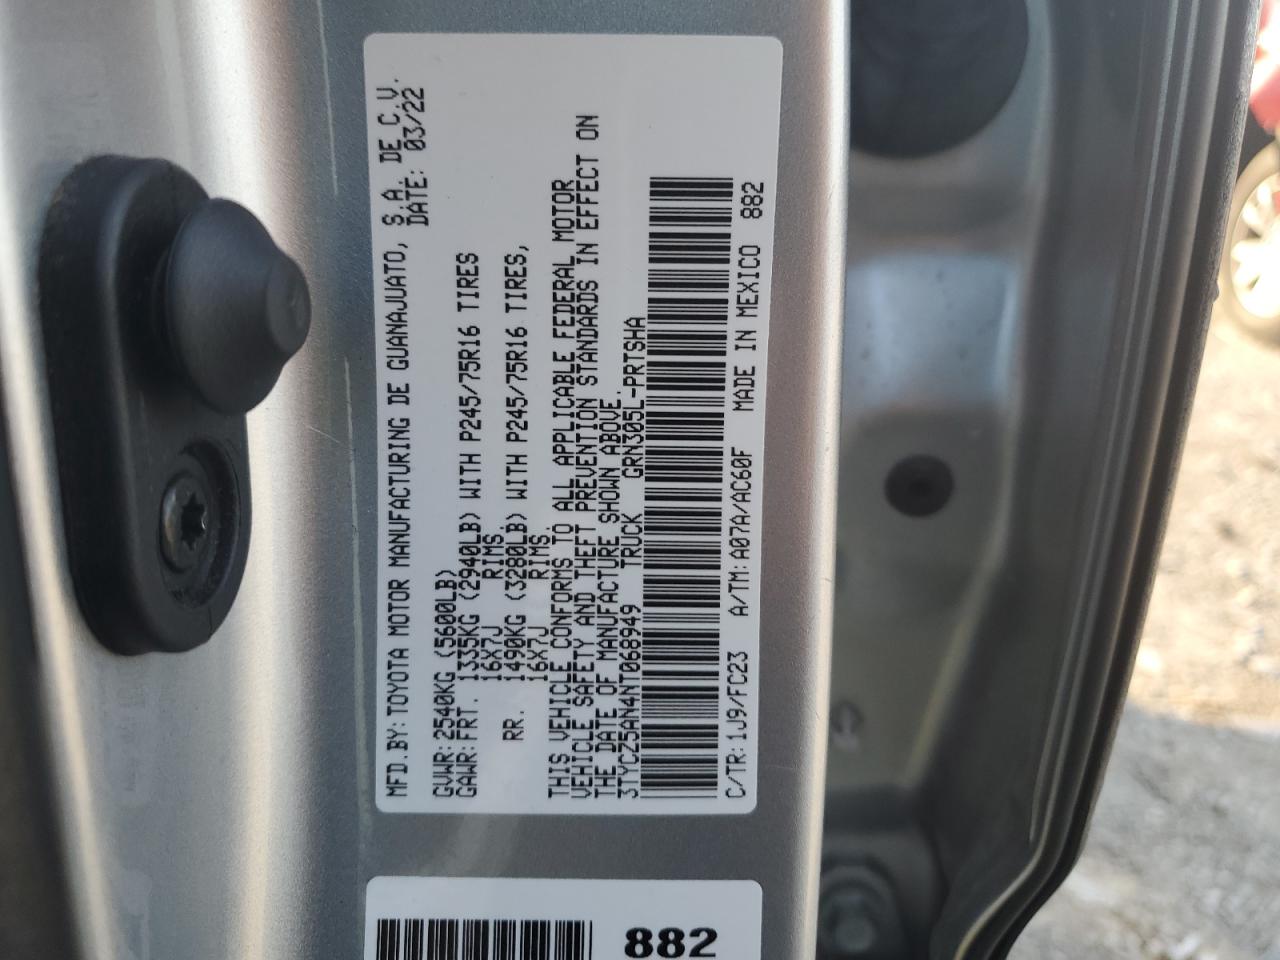 MFD.BY:TOYOTA MOTOR MANUFACTURING DE GUANAJUATO, S.A. DE C.V.
DATE: 03/22
GVWR:2540KG (5600LB)
GAWR:FRT. 1335KG (2940LB) WITH P245/75R16 TIRES
16X7J RIMS.
RR. 1490KG (3280LB) WITH P245/75R16 TIRES,
16X7J RIMS.
THIS VEHICLE CONFORMS TO ALL APPLICABLE FEDERAL MOTOR
VEHICLE SAFETY AND THEFT PREVENTION STANDARDS IN EFFECT ON
THE DATE OF MANUFACTURE SHOWN ABOVE.
3TYCZ5AN4NT068949 TRUCK GRN305L-PRTSHA
C/TR:1J9/FC23 A/TM:A07A/AC60F MADE IN MEXICO 882
882